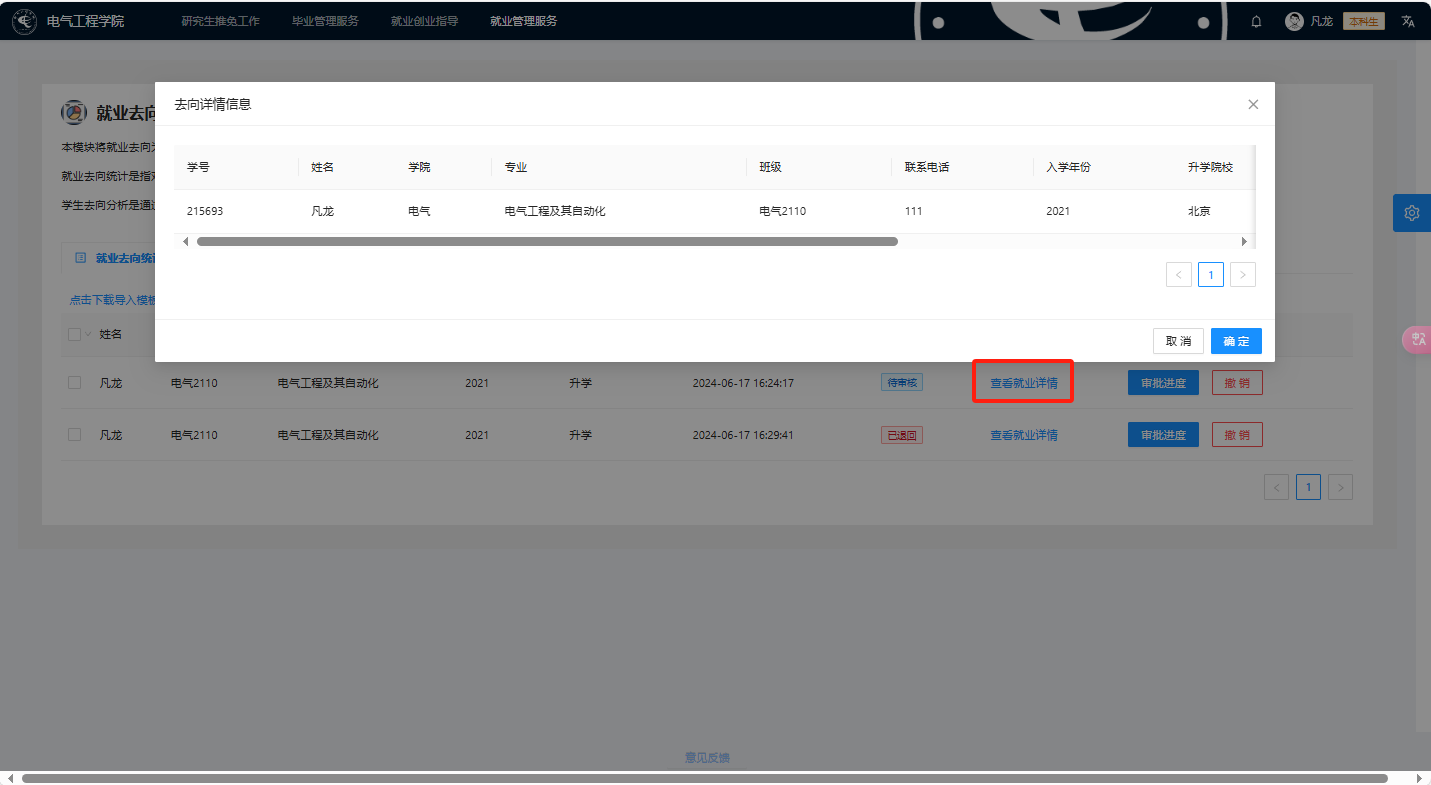 电气工程学院 研究生推免工作 毕业管理服务 就业创业指导 就业管理服务 凡龙 本科生
去向详情信息
就业去向
本模块将就业去向
就业去向统计是指
学生去向分析是通
学号 姓名 学院 专业 班级 联系电话 入学年份 升学院校
215693 凡龙 电气 电气工程及其自动化 电气2110 111 2021 北京
就业去向统
1
点击下载导入模板
姓名
取 消 确 定
凡龙 电气2110 电气工程及其自动化 2021 升学 2024-06-17 16:24:17 待审核 查看就业详情 审批进度 撤 销
凡龙 电气2110 电气工程及其自动化 2021 升学 2024-06-17 16:29:41 已退回 查看就业详情 审批进度 撤 销
1
意见反馈